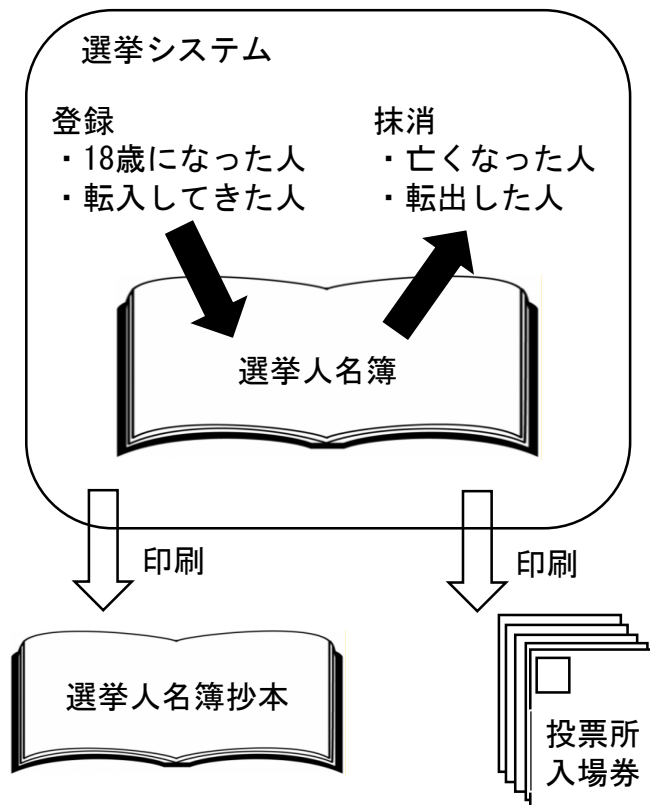 選挙システム
登録
・18歳になった人
・転入してきた人
抹消
・亡くなった人
・転出した人
選挙人名簿
印刷
印刷
選挙人名簿抄本
投票所
入場券